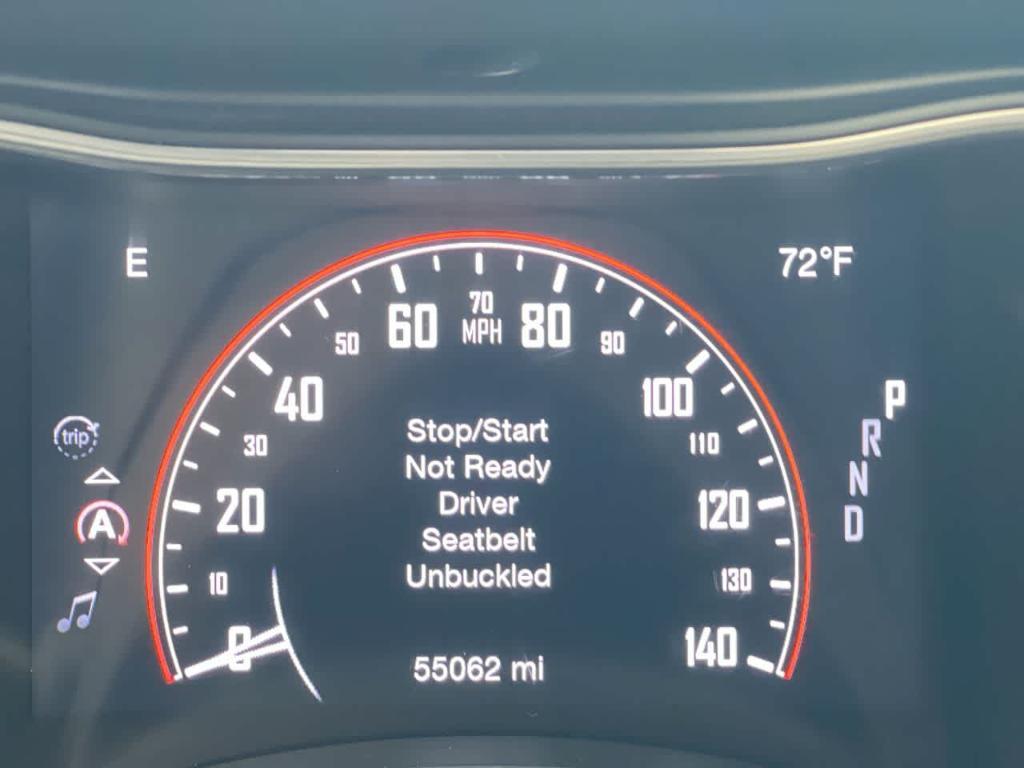 E
72°F
70
60 MPH 80
50 90
40 100
30 110
20 120
10 130
0 140
Stop/Start
Not Ready
Driver
Seatbelt
Unbuckled
55062 mi
trip
A
P
R
N
D